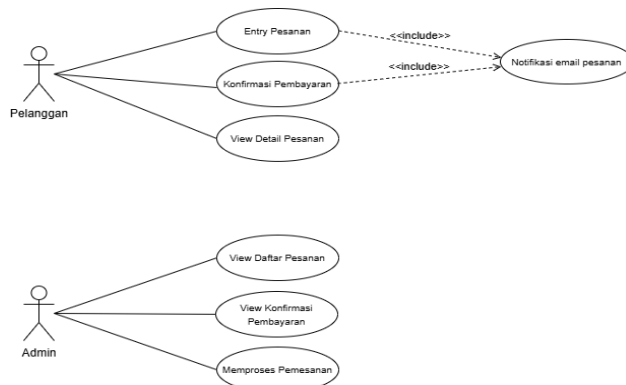 Entry Pesanan
<<include>>
Notifikasi email pesanan
<<include>>
Konfirmasi Pembayaran
Pelanggan
View Detail Pesanan
View Daftar Pesanan
View Konfirmasi
Pembayaran
Admin
Memproses Pemesanan